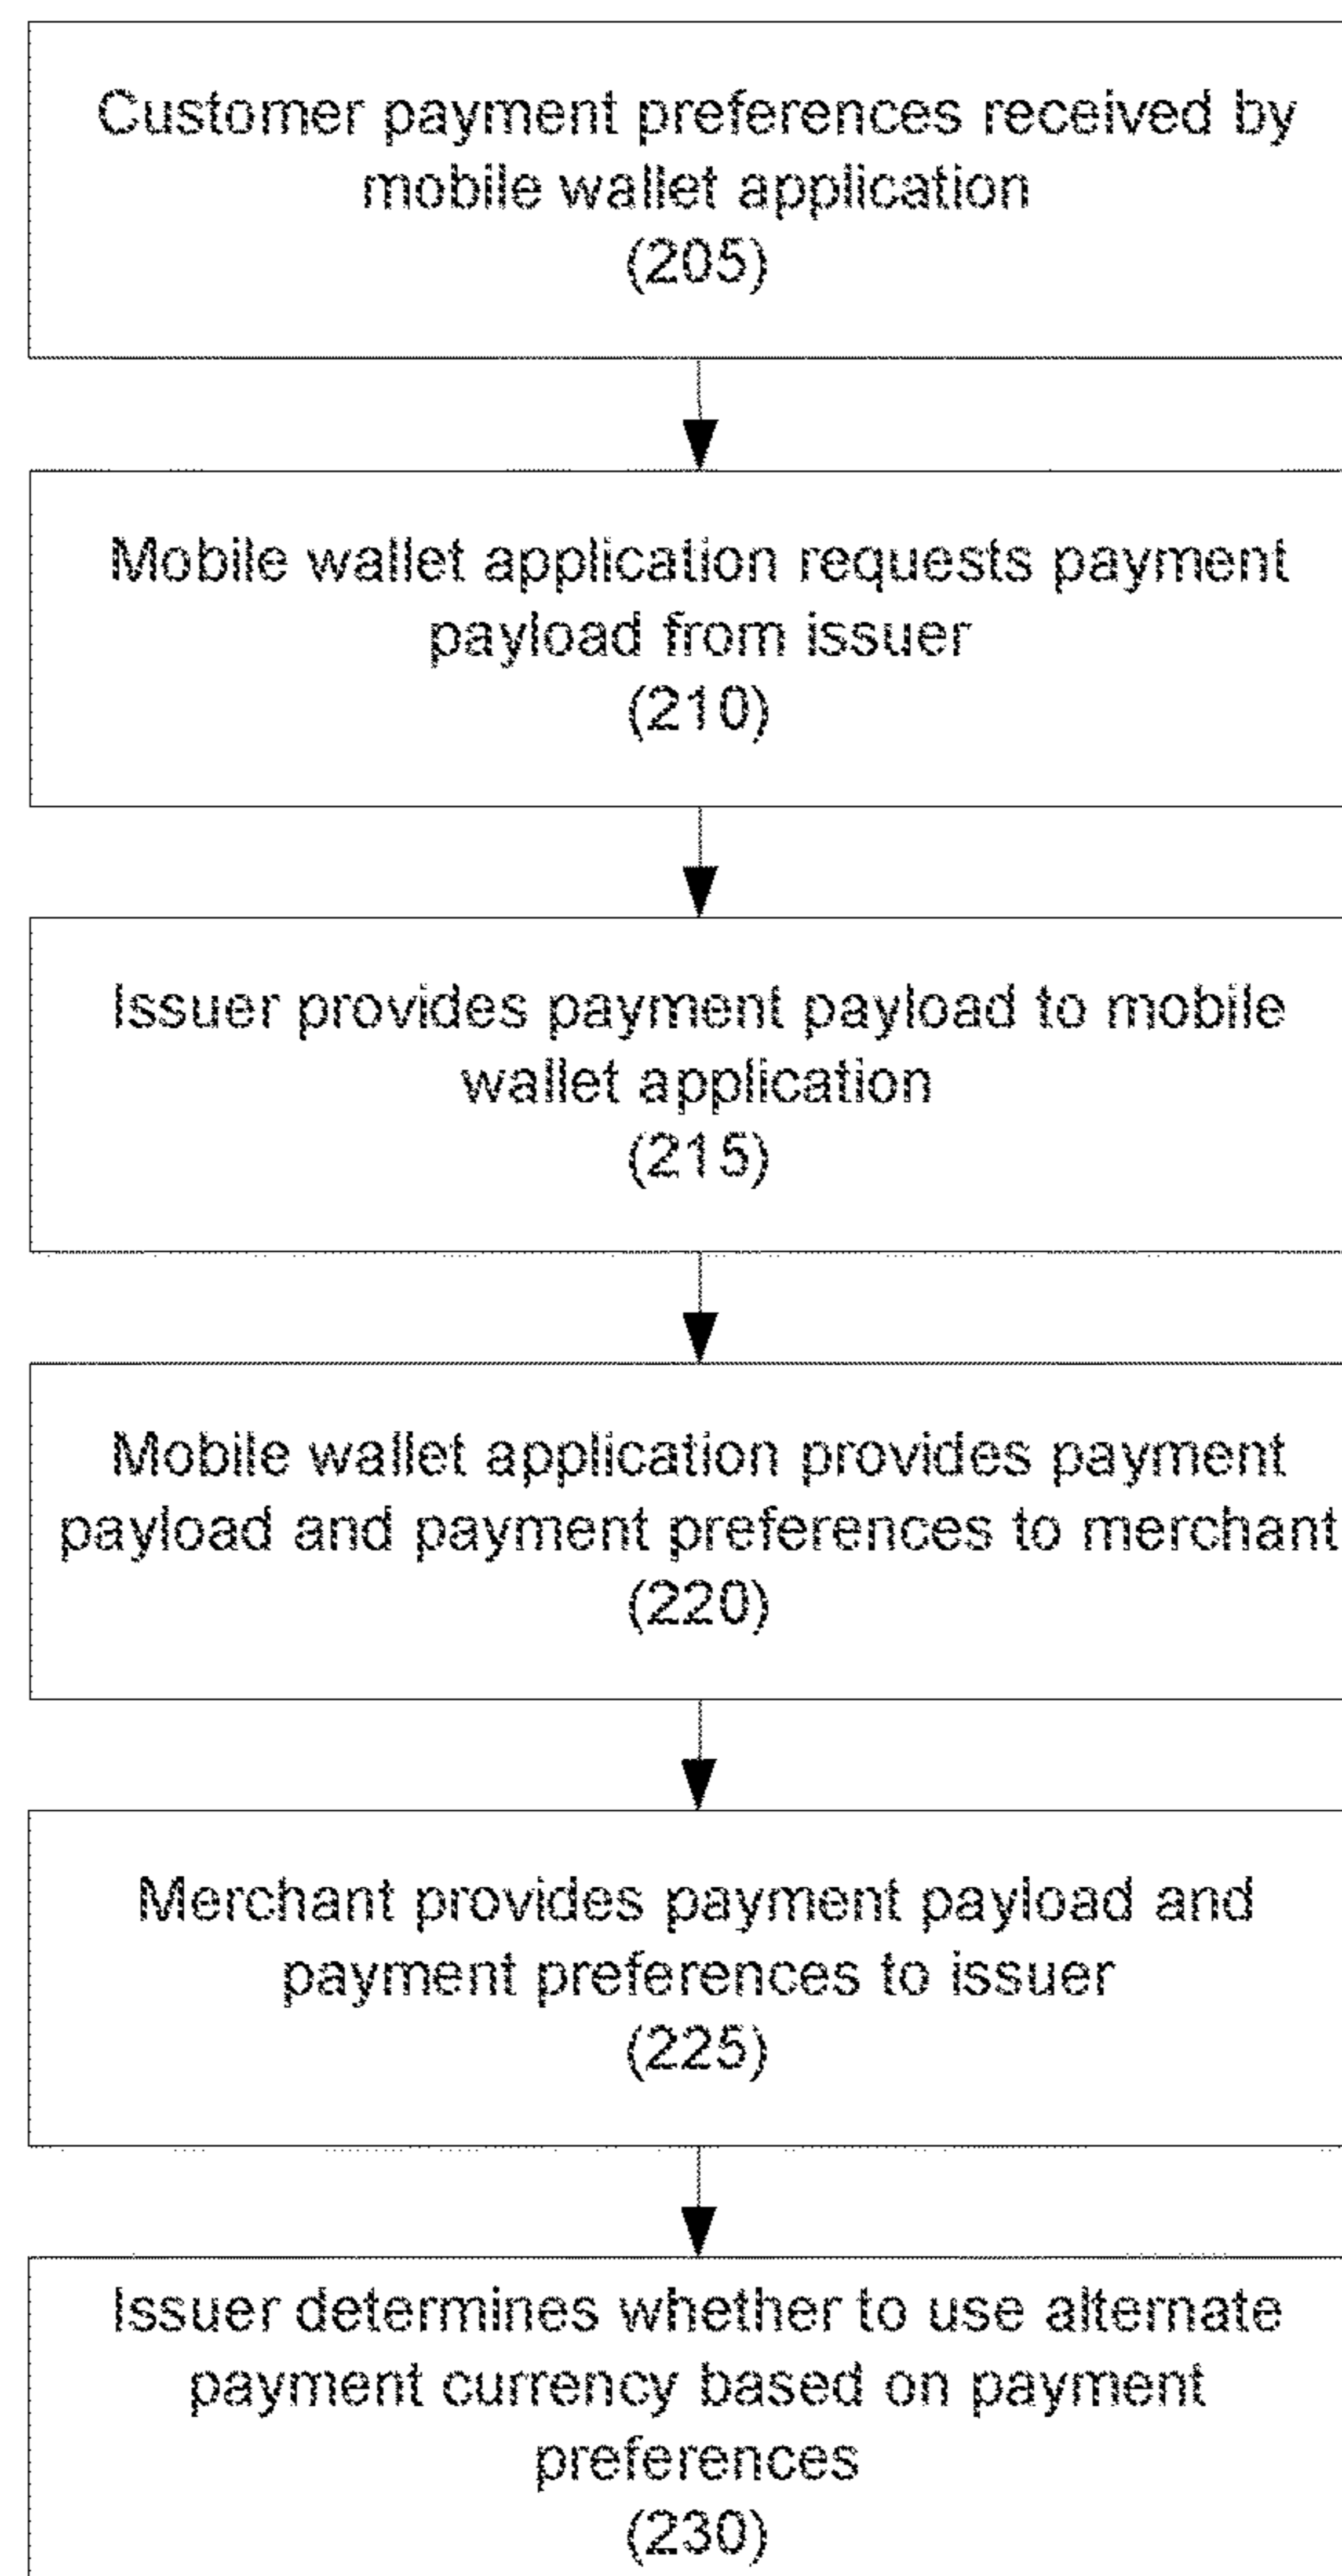 Customer payment preferences received by
mobile wallet application
(205)
Mobile wallet application requests payment
payload from issuer
(210)
Issuer provides payment payload to mobile
wallet application
(215)
Mobile wallet application provides payment
payload and payment preferences to merchant
(220)
Merchant provides payment payload and
payment preferences to issuer
(225)
Issuer determines whether to use alternate
payment currency based on payment
preferences
(230)